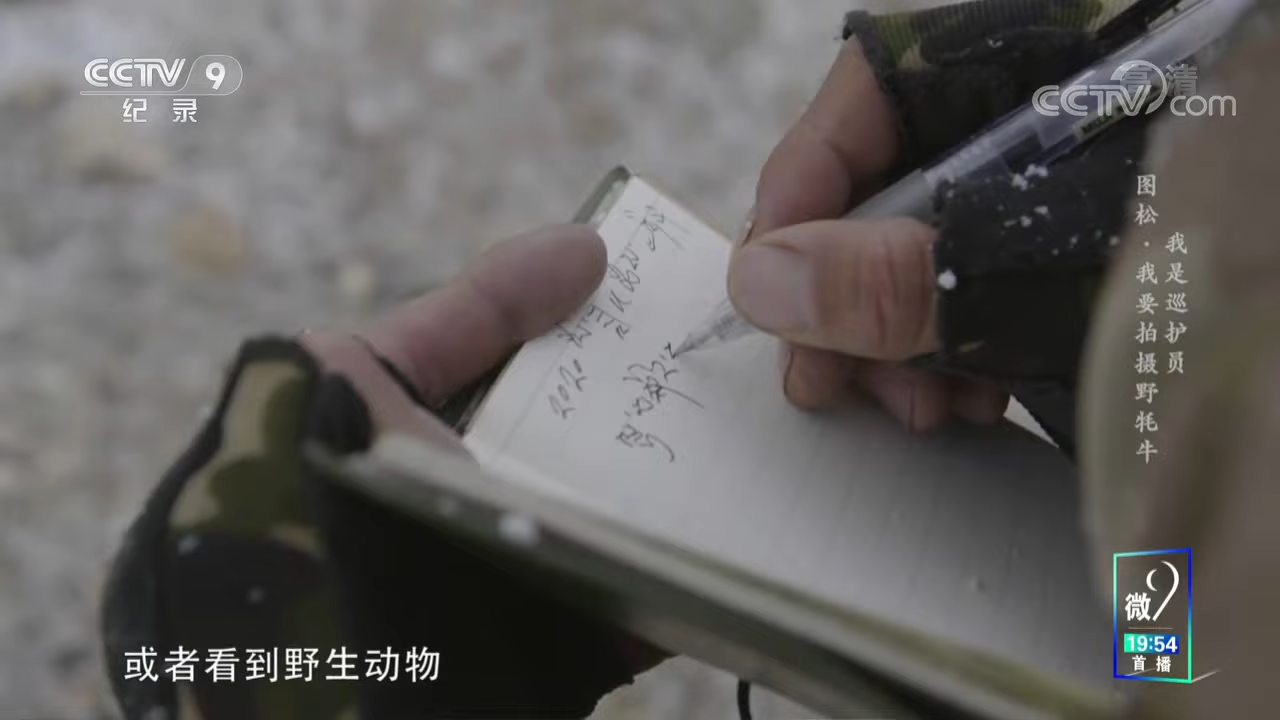 CCTV 9
纪录
高清
CCTV com
图松·我要拍摄野牦牛
我是巡护员
2020
微9
19:54
首播
或者看到野生动物